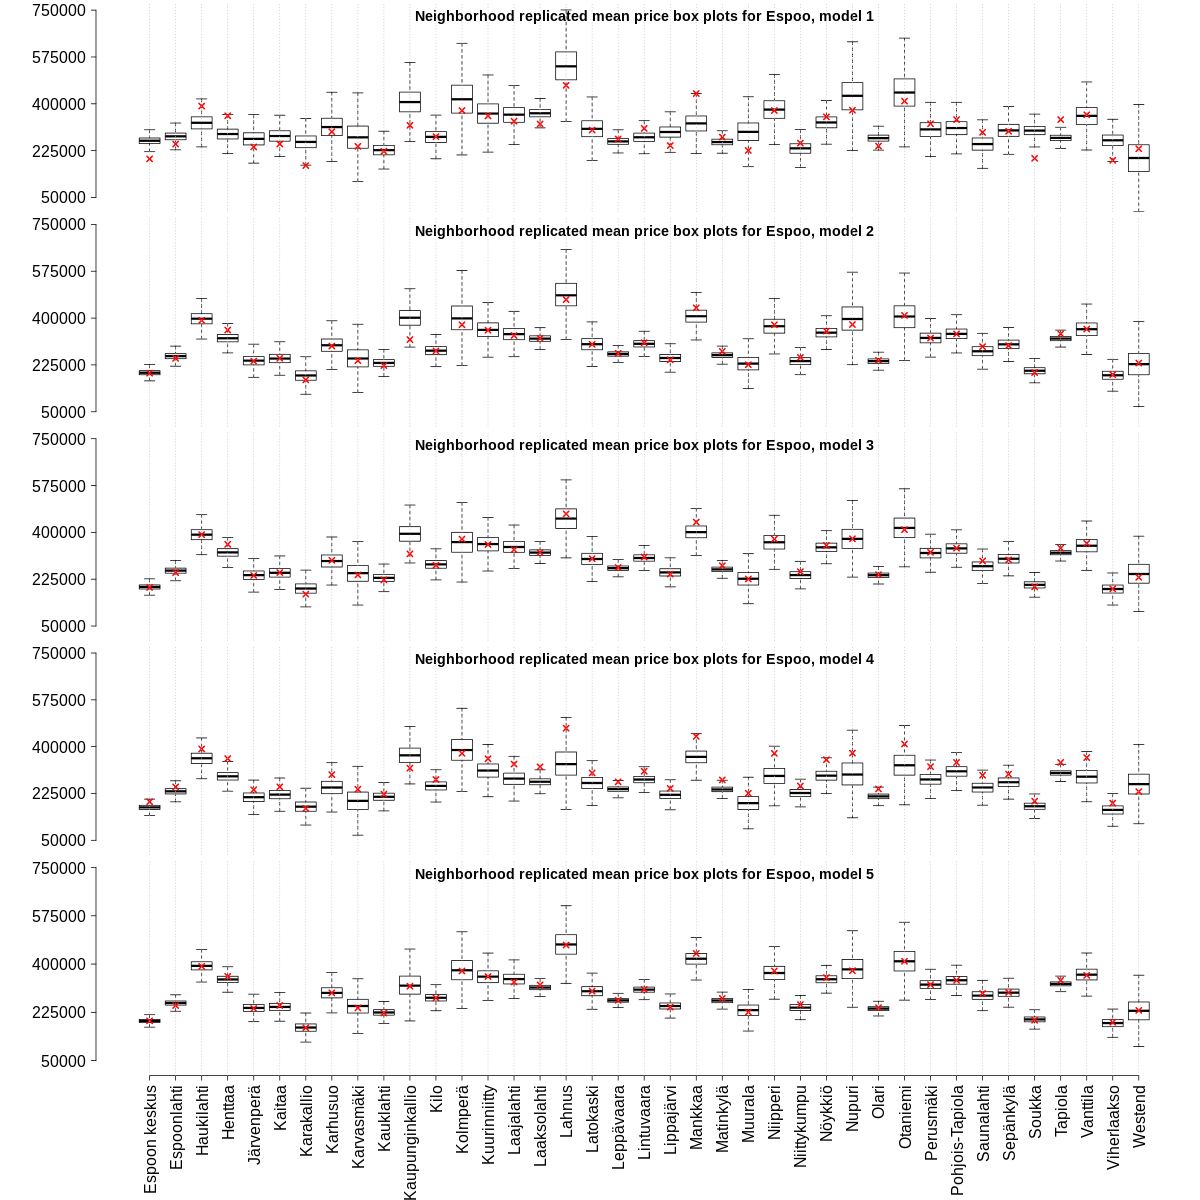 Neighborhood replicated mean price box plots for Espoo, model 1
750000
575000
400000
225000
50000
Neighborhood replicated mean price box plots for Espoo, model 2
750000
575000
400000
225000
50000
Neighborhood replicated mean price box plots for Espoo, model 3
750000
575000
400000
225000
50000
Neighborhood replicated mean price box plots for Espoo, model 4
750000
575000
400000
225000
50000
Neighborhood replicated mean price box plots for Espoo, model 5
750000
575000
400000
225000
50000
Espoon keskus
Espoonlahti
Haukilahti
Henttaa
Järvenperä
Kaitaa
Karakallio
Karhusuo
Karvasmäki
Kauklahti
Kaupunginkallio
Kilo
Kolmperä
Kuurinniitty
Laajalahti
Laaksolahti
Lahnus
Latokaski
Leppävaara
Lintuvaara
Lippajärvi
Mankkaa
Matinkylä
Muurala
Niipperi
Niittykumpu
Nöykkiö
Nupuri
Olari
Otaniemi
Perusmäki
Pohjois-Tapiola
Saunalahti
Sepänkylä
Soukka
Tapiola
Vanttila
Viherlaakso
Westend